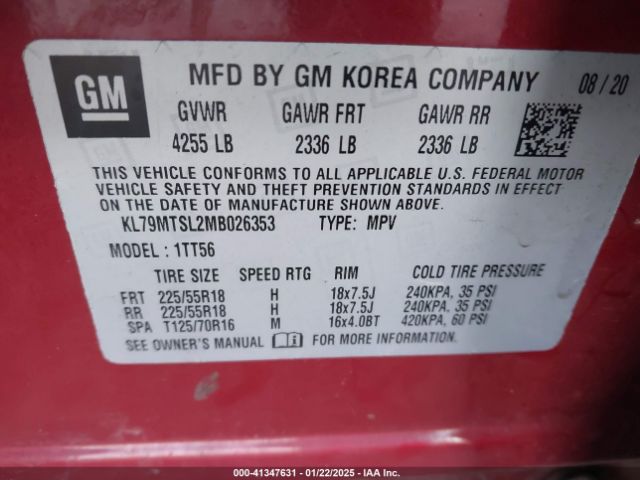 GM
MFD BY GM KOREA COMPANY 08/20
GVWR GAWR FRT GAWR RR
4255 LB 2336 LB 2336 LB
THIS VEHICLE CONFORMS TO ALL APPLICABLE U.S. FEDERAL MOTOR
VEHICLE SAFETY AND THEFT PREVENTION STANDARDS IN EFFECT
ON THE DATE OF MANUFACTURE SHOWN ABOVE.
KL79MTSL2MB026353 TYPE: MPV
MODEL: 1TT56
TIRE SIZE SPEED RTG RIM COLD TIRE PRESSURE
FRT 225/55R18 H 18x7.5J 240KPA, 35 PSI
RR 225/55R18 H 18x7.5J 240KPA, 35 PSI
SPA T125/70R16 M 16x4.0BT 420KPA, 60 PSI
SEE OWNER'S MANUAL FOR MORE INFORMATION.
000-41347631 - 01/22/2025 - IAA Inc.